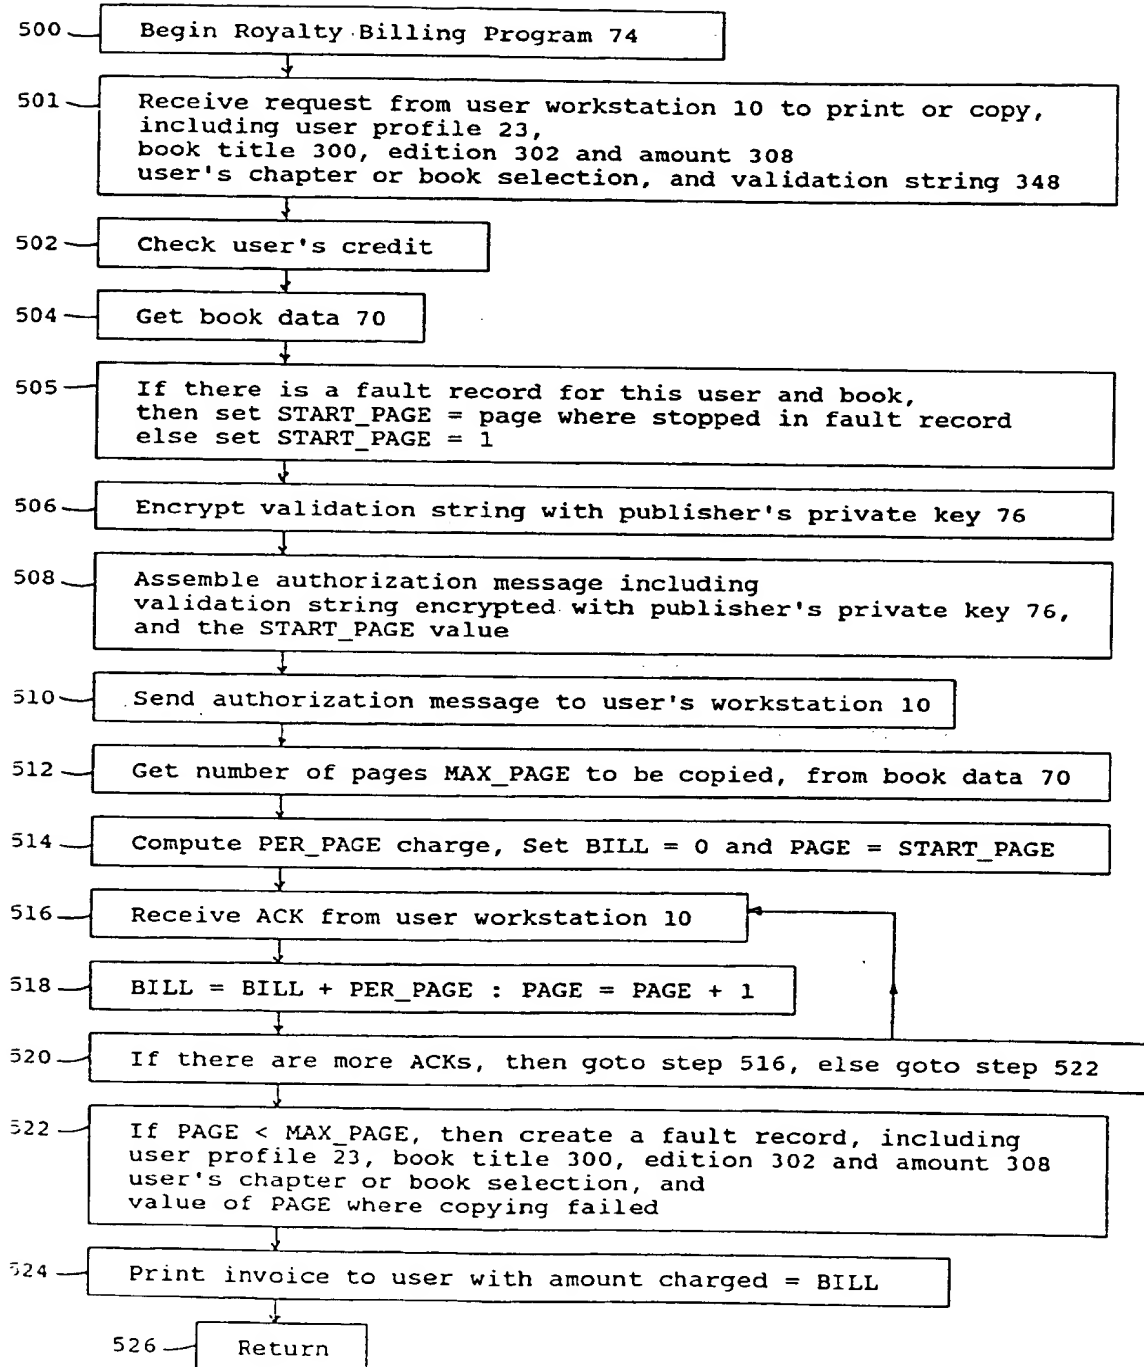 500 Begin Royalty Billing Program 74
501 Receive request from user workstation 10 to print or copy,
including user profile 23,
book title 300, edition 302 and amount 308
user's chapter or book selection, and validation string 348
502 Check user's credit
504 Get book data 70
505 If there is a fault record for this user and book,
then set START_PAGE = page where stopped in fault record
else set START_PAGE = 1
506 Encrypt validation string with publisher's private key 76
508 Assemble authorization message including
validation string encrypted with publisher's private key 76,
and the START_PAGE value
510 Send authorization message to user's workstation 10
512 Get number of pages MAX_PAGE to be copied, from book data 70
514 Compute PER_PAGE charge, Set BILL = 0 and PAGE = START_PAGE
516 Receive ACK from user workstation 10
518 BILL = BILL + PER_PAGE : PAGE = PAGE + 1
520 If there are more ACKs, then goto step 516, else goto step 522
522 If PAGE < MAX_PAGE, then create a fault record, including
user profile 23, book title 300, edition 302 and amount 308
user's chapter or book selection, and
value of PAGE where copying failed
524 Print invoice to user with amount charged = BILL
526 Return